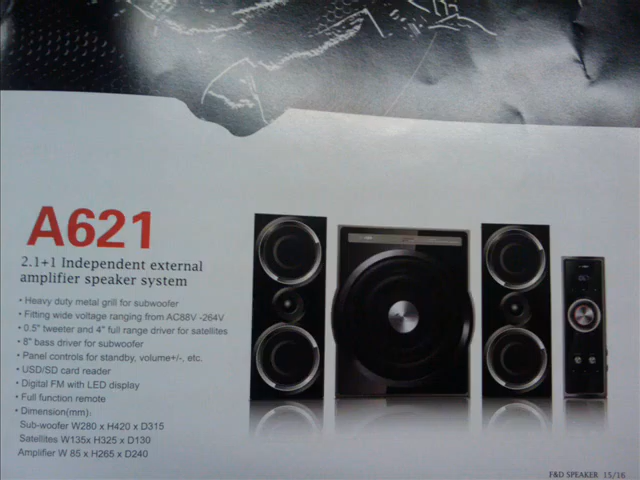 A621
2.1+1 Independent external
amplifier speaker system
• Heavy duty metal grill for subwoofer
• Fitting wide voltage ranging from AC88V -264V
• 0.5" tweeter and 4" full range driver for satellites
• 8" bass driver for subwoofer
• Panel controls for standby, volume+/-, etc.
• USD/SD card reader
• Digital FM with LED display
• Full function remote
• Dimension(mm):
Sub-woofer W280 x H420 x D315
Satellites W135x H325 x D130
Amplifier W 85 x H265 x D240
F&D SPEAKER 15/16